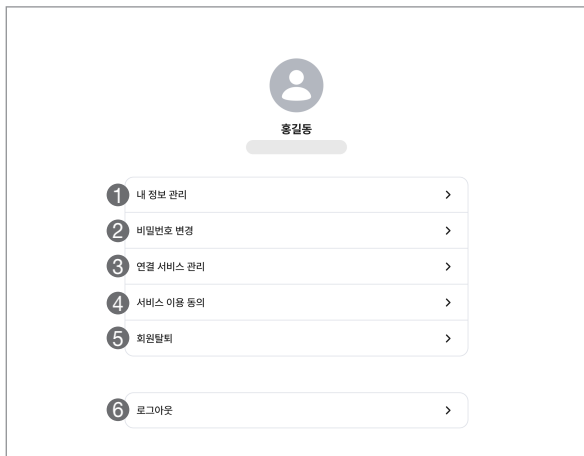 홍길동
1 내 정보 관리
2 비밀번호 변경
3 연결 서비스 관리
4 서비스 이용 동의
5 회원탈퇴
6 로그아웃